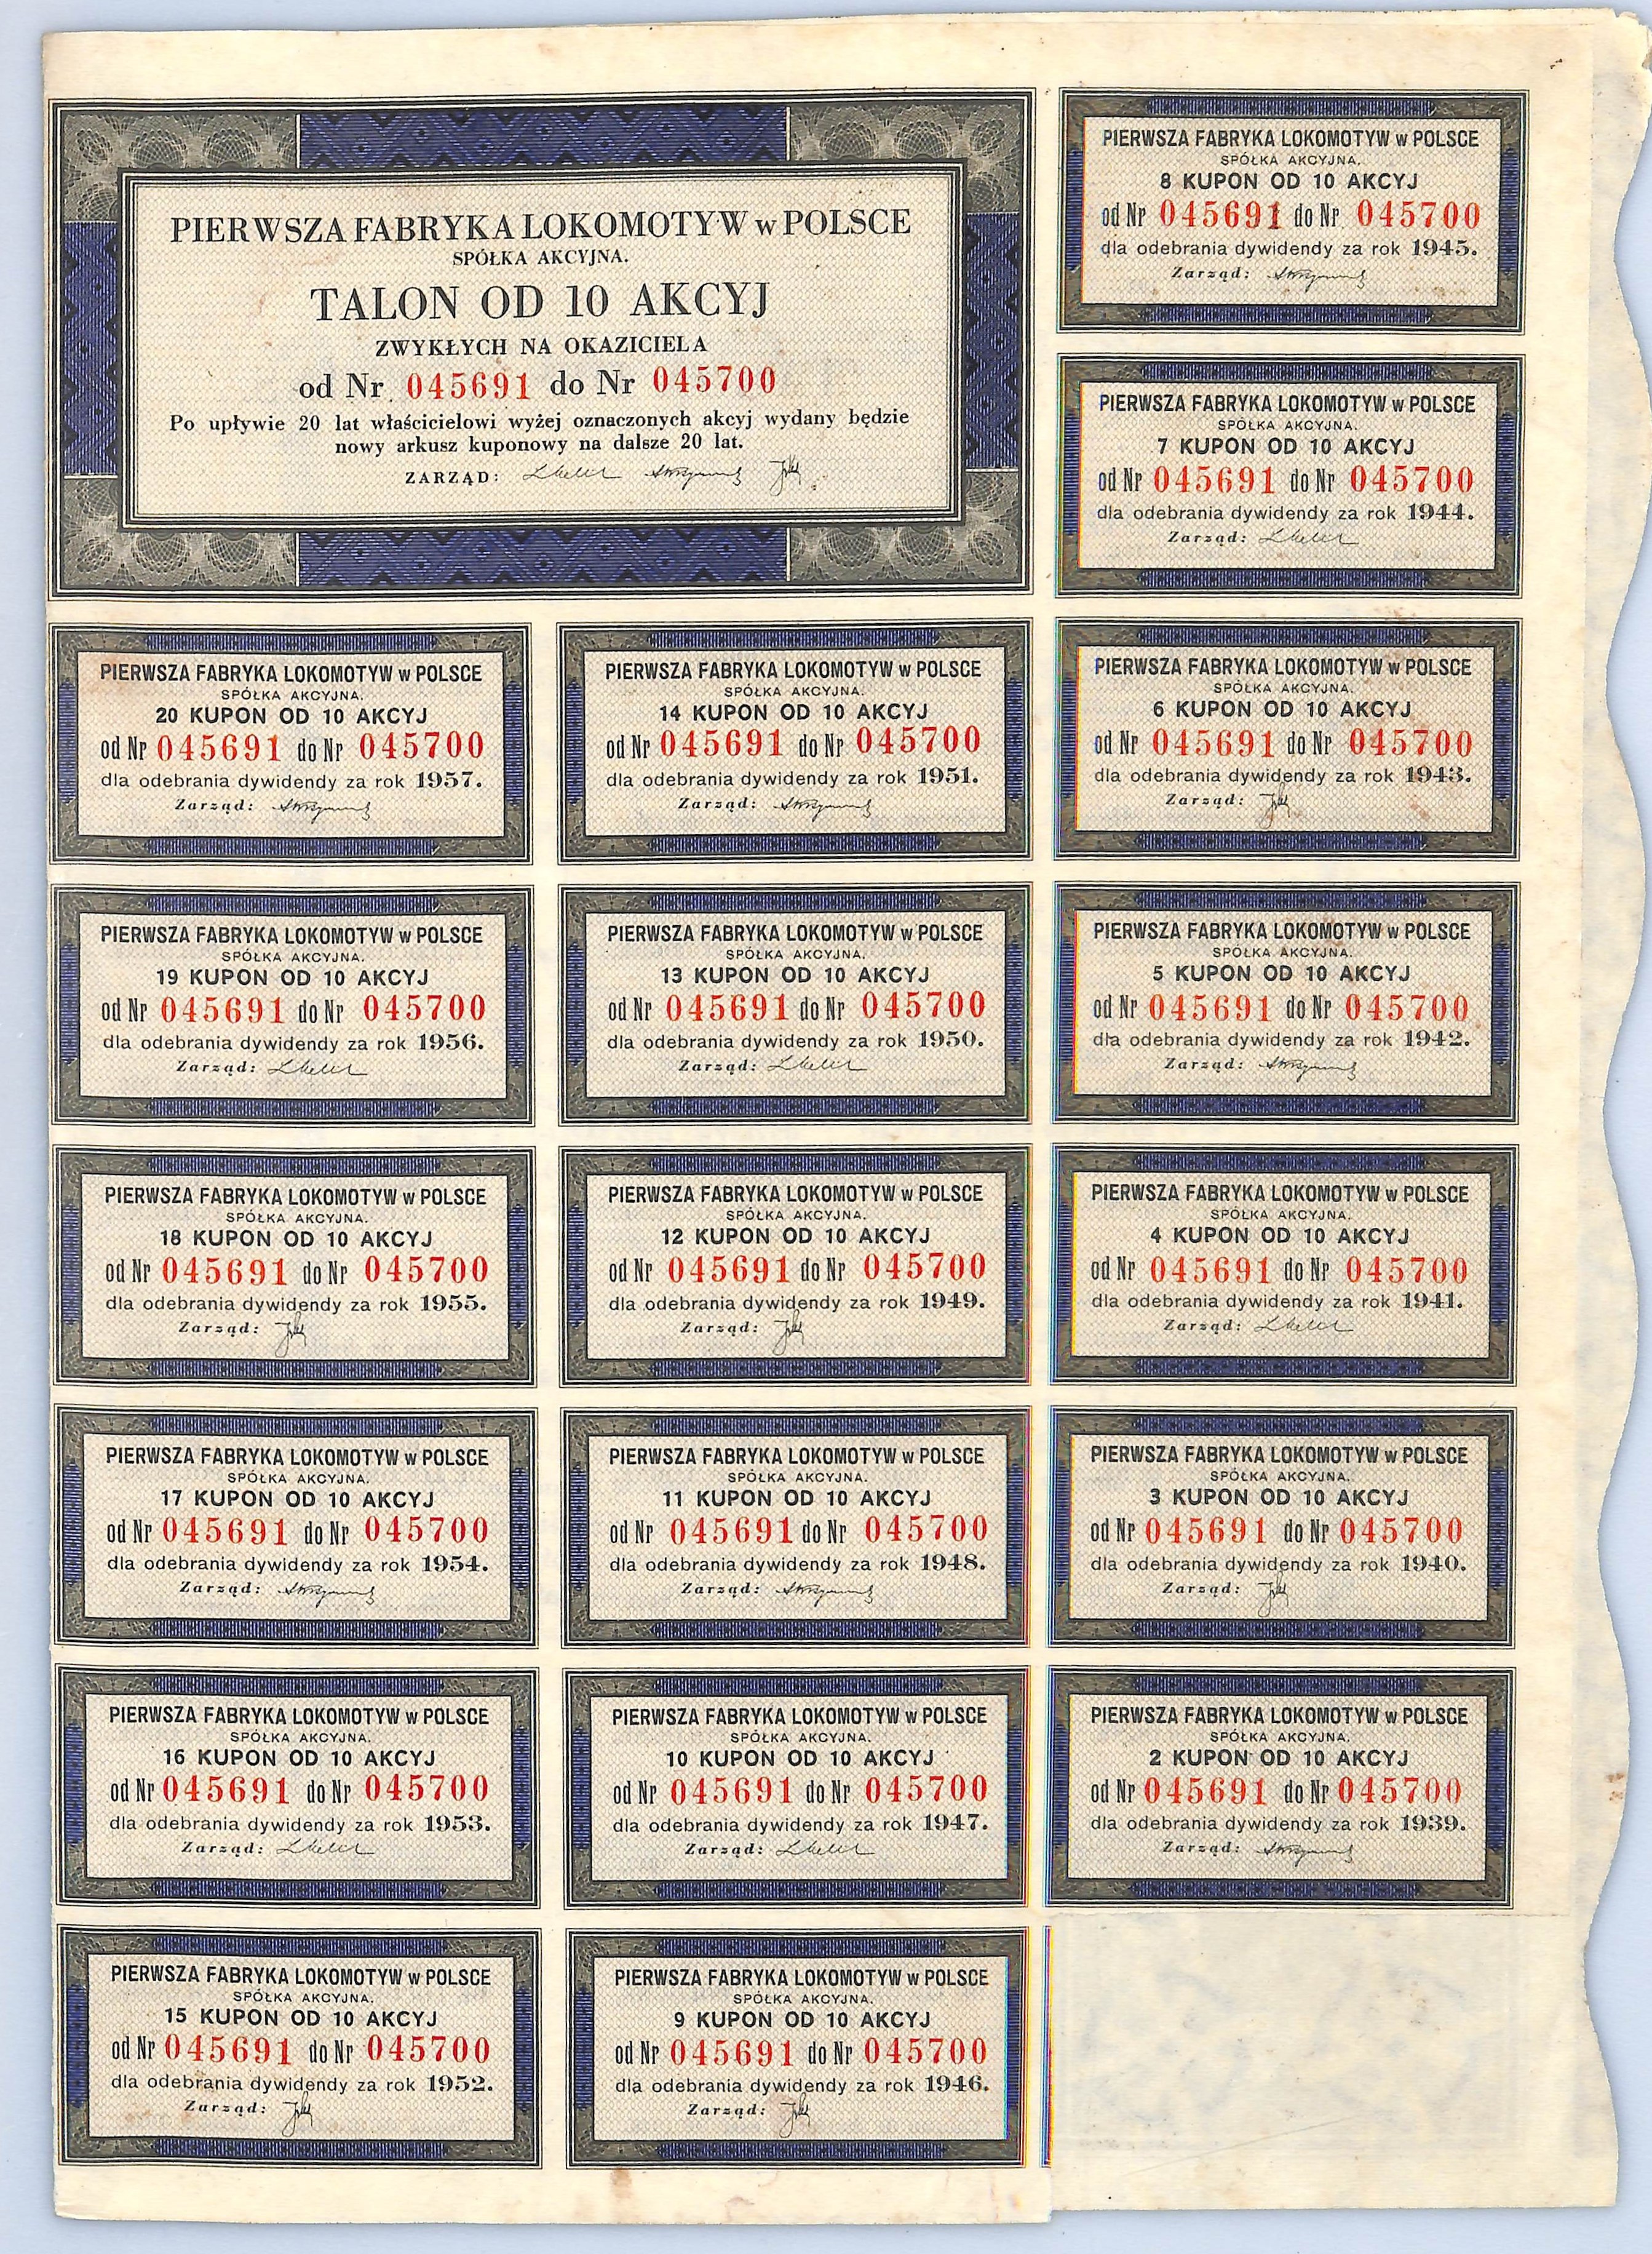 PIERWSZA FABRYKA LOKOMOTYW w POLSCE
SPÓŁKA AKCYJNA.
TALON OD 10 AKCYJ
ZWYKŁYCH NA OKAZICIELA
od Nr. 045691 do Nr 045700
Po upływie 20 lat właścicielowi wyżej oznaczonych akcyj wydany będzie
nowy arkusz kuponowy na dalsze 20 lat.
ZARZĄD:
PIERWSZA FABRYKA LOKOMOTYW w POLSCE
SPÓŁKA AKCYJNA.
8 KUPON OD 10 AKCYJ
od Nr 045691 do Nr 045700
dla odebrania dywidendy za rok 1945.
Zarząd:
PIERWSZA FABRYKA LOKOMOTYW w POLSCE
SPÓŁKA AKCYJNA.
7 KUPON OD 10 AKCYJ
od Nr 045691 do Nr 045700
dla odebrania dywidendy za rok 1944.
Zarząd:
PIERWSZA FABRYKA LOKOMOTYW w POLSCE
SPÓŁKA AKCYJNA.
20 KUPON OD 10 AKCYJ
od Nr 045691 do Nr 045700
dla odebrania dywidendy za rok 1957.
Zarząd:
PIERWSZA FABRYKA LOKOMOTYW w POLSCE
SPÓŁKA AKCYJNA.
14 KUPON OD 10 AKCYJ
od Nr 045691 do Nr 045700
dla odebrania dywidendy za rok 1951.
Zarząd:
PIERWSZA FABRYKA LOKOMOTYW w POLSCE
SPÓŁKA AKCYJNA.
6 KUPON OD 10 AKCYJ
od Nr 045691 do Nr 045700
dla odebrania dywidendy za rok 1943.
Zarząd:
PIERWSZA FABRYKA LOKOMOTYW w POLSCE
SPÓŁKA AKCYJNA.
19 KUPON OD 10 AKCYJ
od Nr 045691 do Nr 045700
dla odebrania dywidendy za rok 1956.
Zarząd:
PIERWSZA FABRYKA LOKOMOTYW w POLSCE
SPÓŁKA AKCYJNA.
13 KUPON OD 10 AKCYJ
od Nr 045691 do Nr 045700
dla odebrania dywidendy za rok 1950.
Zarząd:
PIERWSZA FABRYKA LOKOMOTYW w POLSCE
SPÓŁKA AKCYJNA.
5 KUPON OD 10 AKCYJ
od Nr 045691 do Nr 045700
dla odebrania dywidendy za rok 1942.
Zarząd:
PIERWSZA FABRYKA LOKOMOTYW w POLSCE
SPÓŁKA AKCYJNA.
18 KUPON OD 10 AKCYJ
od Nr 045691 do Nr 045700
dla odebrania dywidendy za rok 1955.
Zarząd:
PIERWSZA FABRYKA LOKOMOTYW w POLSCE
SPÓŁKA AKCYJNA.
12 KUPON OD 10 AKCYJ
od Nr 045691 do Nr 045700
dla odebrania dywidendy za rok 1949.
Zarząd:
PIERWSZA FABRYKA LOKOMOTYW w POLSCE
SPÓŁKA AKCYJNA.
4 KUPON OD 10 AKCYJ
od Nr 045691 do Nr 045700
dla odebrania dywidendy za rok 1941.
Zarząd:
PIERWSZA FABRYKA LOKOMOTYW w POLSCE
SPÓŁKA AKCYJNA.
17 KUPON OD 10 AKCYJ
od Nr 045691 do Nr 045700
dla odebrania dywidendy za rok 1954.
Zarząd:
PIERWSZA FABRYKA LOKOMOTYW w POLSCE
SPÓŁKA AKCYJNA.
11 KUPON OD 10 AKCYJ
od Nr 045691 do Nr 045700
dla odebrania dywidendy za rok 1948.
Zarząd:
PIERWSZA FABRYKA LOKOMOTYW w POLSCE
SPÓŁKA AKCYJNA.
3 KUPON OD 10 AKCYJ
od Nr 045691 do Nr 045700
dla odebrania dywidendy za rok 1940.
Zarząd:
PIERWSZA FABRYKA LOKOMOTYW w POLSCE
SPÓŁKA AKCYJNA.
16 KUPON OD 10 AKCYJ
od Nr 045691 do Nr 045700
dla odebrania dywidendy za rok 1953.
Zarząd:
PIERWSZA FABRYKA LOKOMOTYW w POLSCE
SPÓŁKA AKCYJNA.
10 KUPON OD 10 AKCYJ
od Nr 045691 do Nr 045700
dla odebrania dywidendy za rok 1947.
Zarząd:
PIERWSZA FABRYKA LOKOMOTYW w POLSCE
SPÓŁKA AKCYJNA.
2 KUPON OD 10 AKCYJ
od Nr 045691 do Nr 045700
dla odebrania dywidendy za rok 1939.
Zarząd:
PIERWSZA FABRYKA LOKOMOTYW w POLSCE
SPÓŁKA AKCYJNA.
15 KUPON OD 10 AKCYJ
od Nr 045691 do Nr 045700
dla odebrania dywidendy za rok 1952.
Zarząd:
PIERWSZA FABRYKA LOKOMOTYW w POLSCE
SPÓŁKA AKCYJNA.
9 KUPON OD 10 AKCYJ
od Nr 045691 do Nr 045700
dla odebrania dywidendy za rok 1946.
Zarząd: